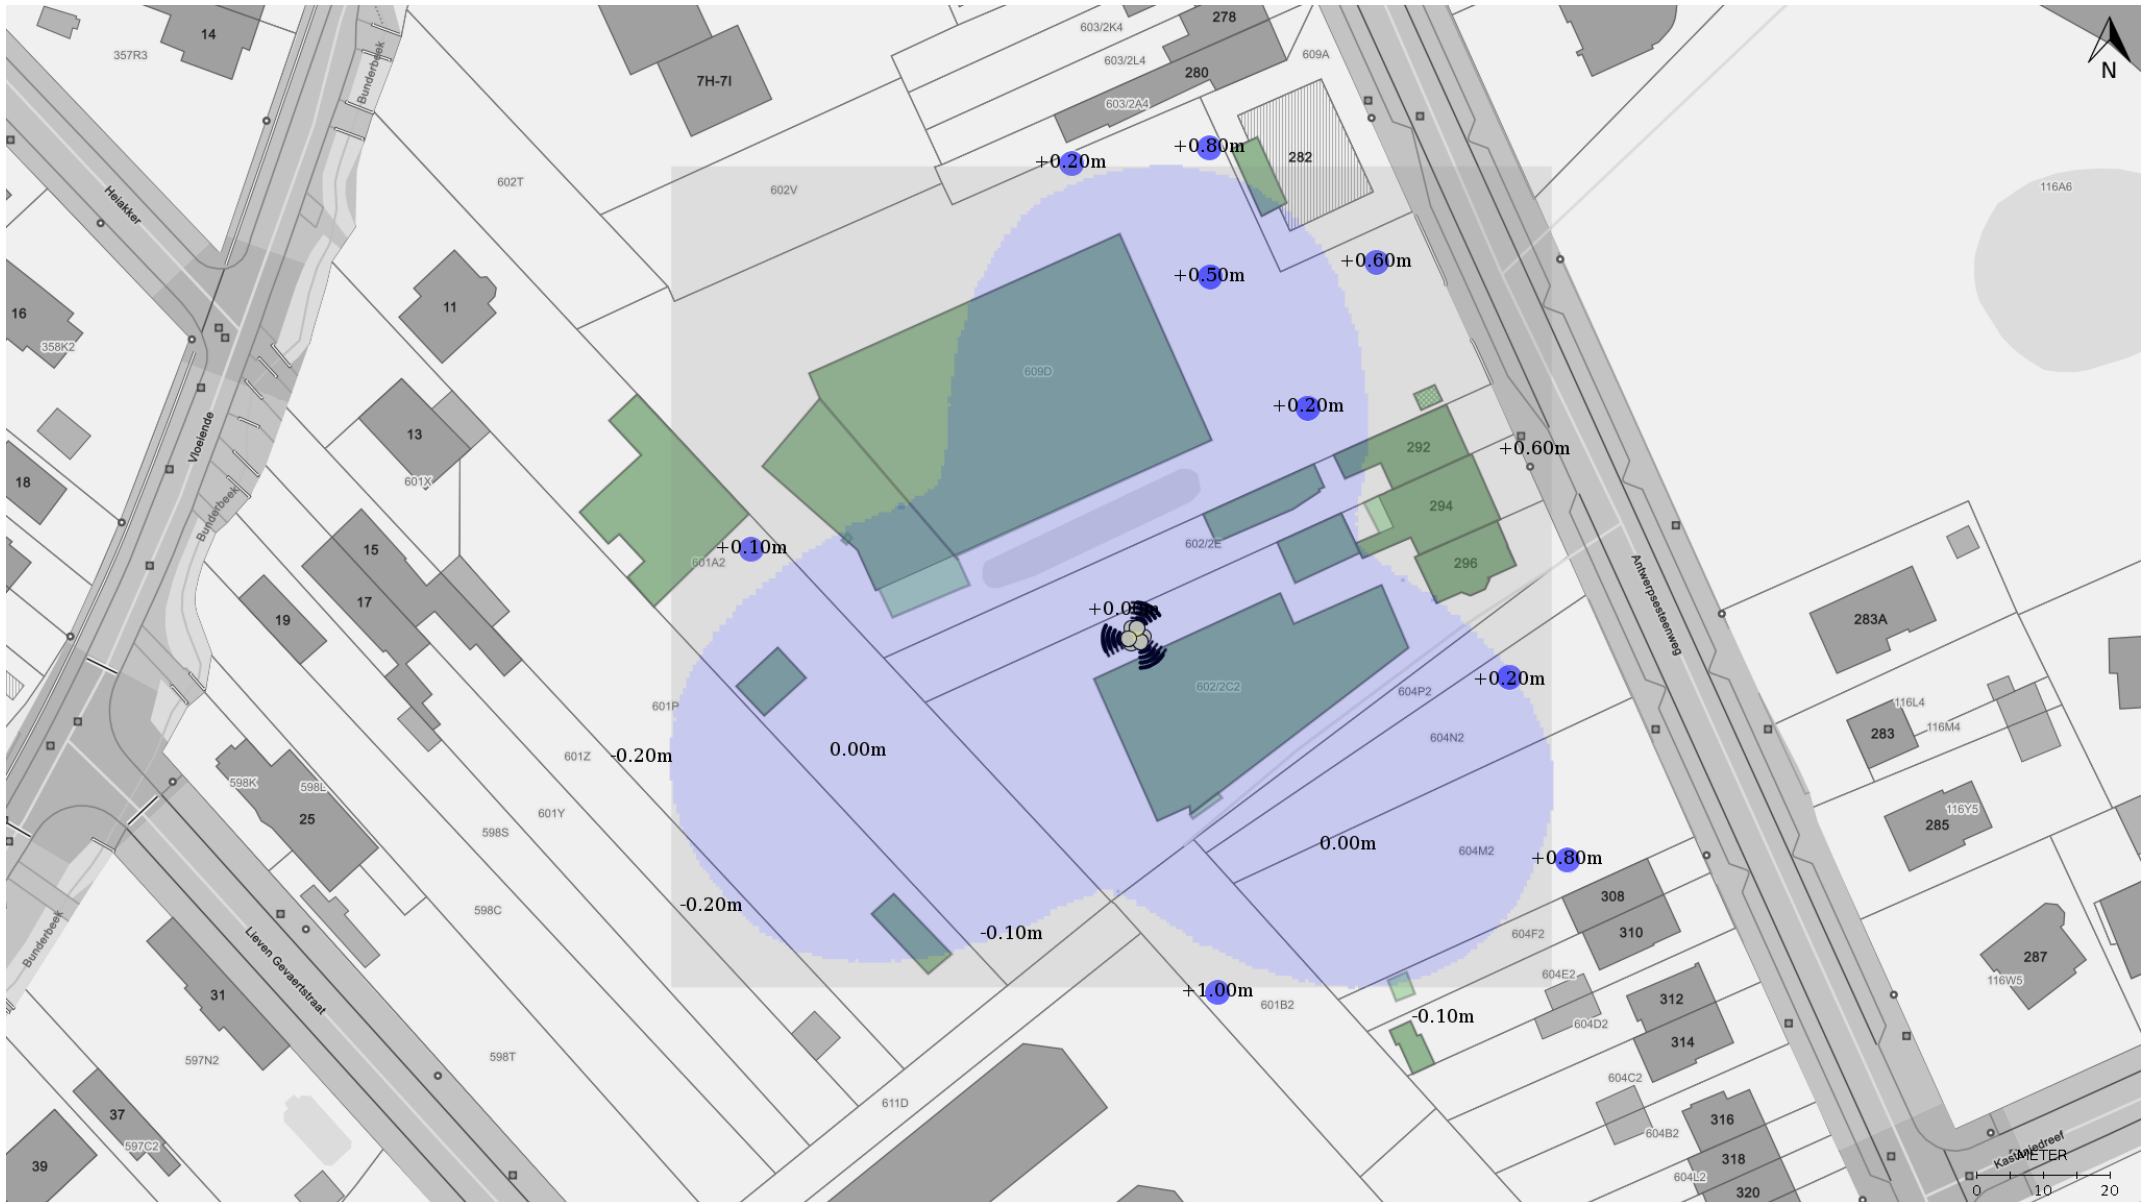 278
603/2K4
14
609A
357R3
603/2L4
280
7H-7I
Bunderbeek
N
603/2A4
+0.80m
282
+0.20m
602T
602V
116A6
Heiakker
+0.60m
+0.50m
11
16
358K2
609D
+0.20m
13
Vloeiende
292
+0.60m
601X
18
294
Bunderbeek
602/2E
+0.10m
15
601A2
296
Antwerpsesteenweg
17
19
283A
602/2C2
+0.20m
604P2
601P
116L4
116M4
283
604N2
0.00m
-0.20m
601Z
598K
598L
601Y
25
116Y5
285
598S
0.00m
604M2
+0.80m
308
-0.20m
598C
310
-0.10m
604F2
Bunderbeek
Lieven Gevaertstraat
287
604E2
116W5
+1.00m
31
601B2
312
-0.10m
604D2
314
598T
597N2
604C2
611D
37
316
604B2
597C2
METER
318
39
604L2
320
0 10 20